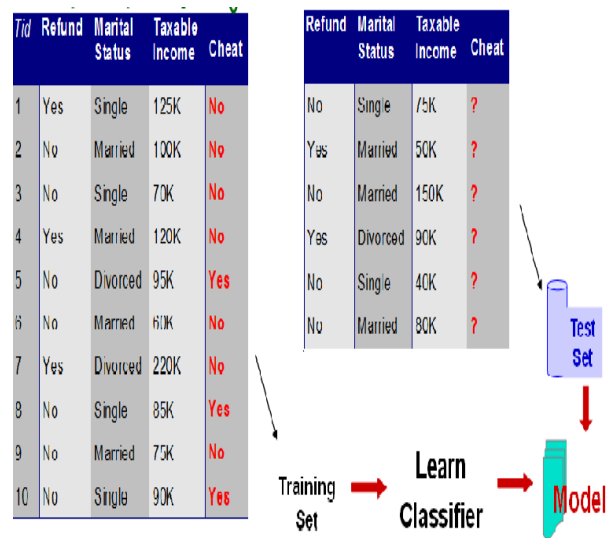 Tid Refund Marital Status Taxable Income Cheat
1 Yes Single 125K No
2 No Married 100K No
3 No Single 70K No
4 Yes Married 120K No
5 No Divorced 95K Yes
6 No Married 60K No
7 Yes Divorced 220K No
8 No Single 85K Yes
9 No Married 75K No
10 No Single 90K Yes
Refund Marital Status Taxable Income Cheat
No Single 75K ?
Yes Married 50K ?
No Married 150K ?
Yes Divorced 90K ?
No Single 40K ?
No Married 80K ?
Test
Set
Training
Set
Learn
Classifier
Model